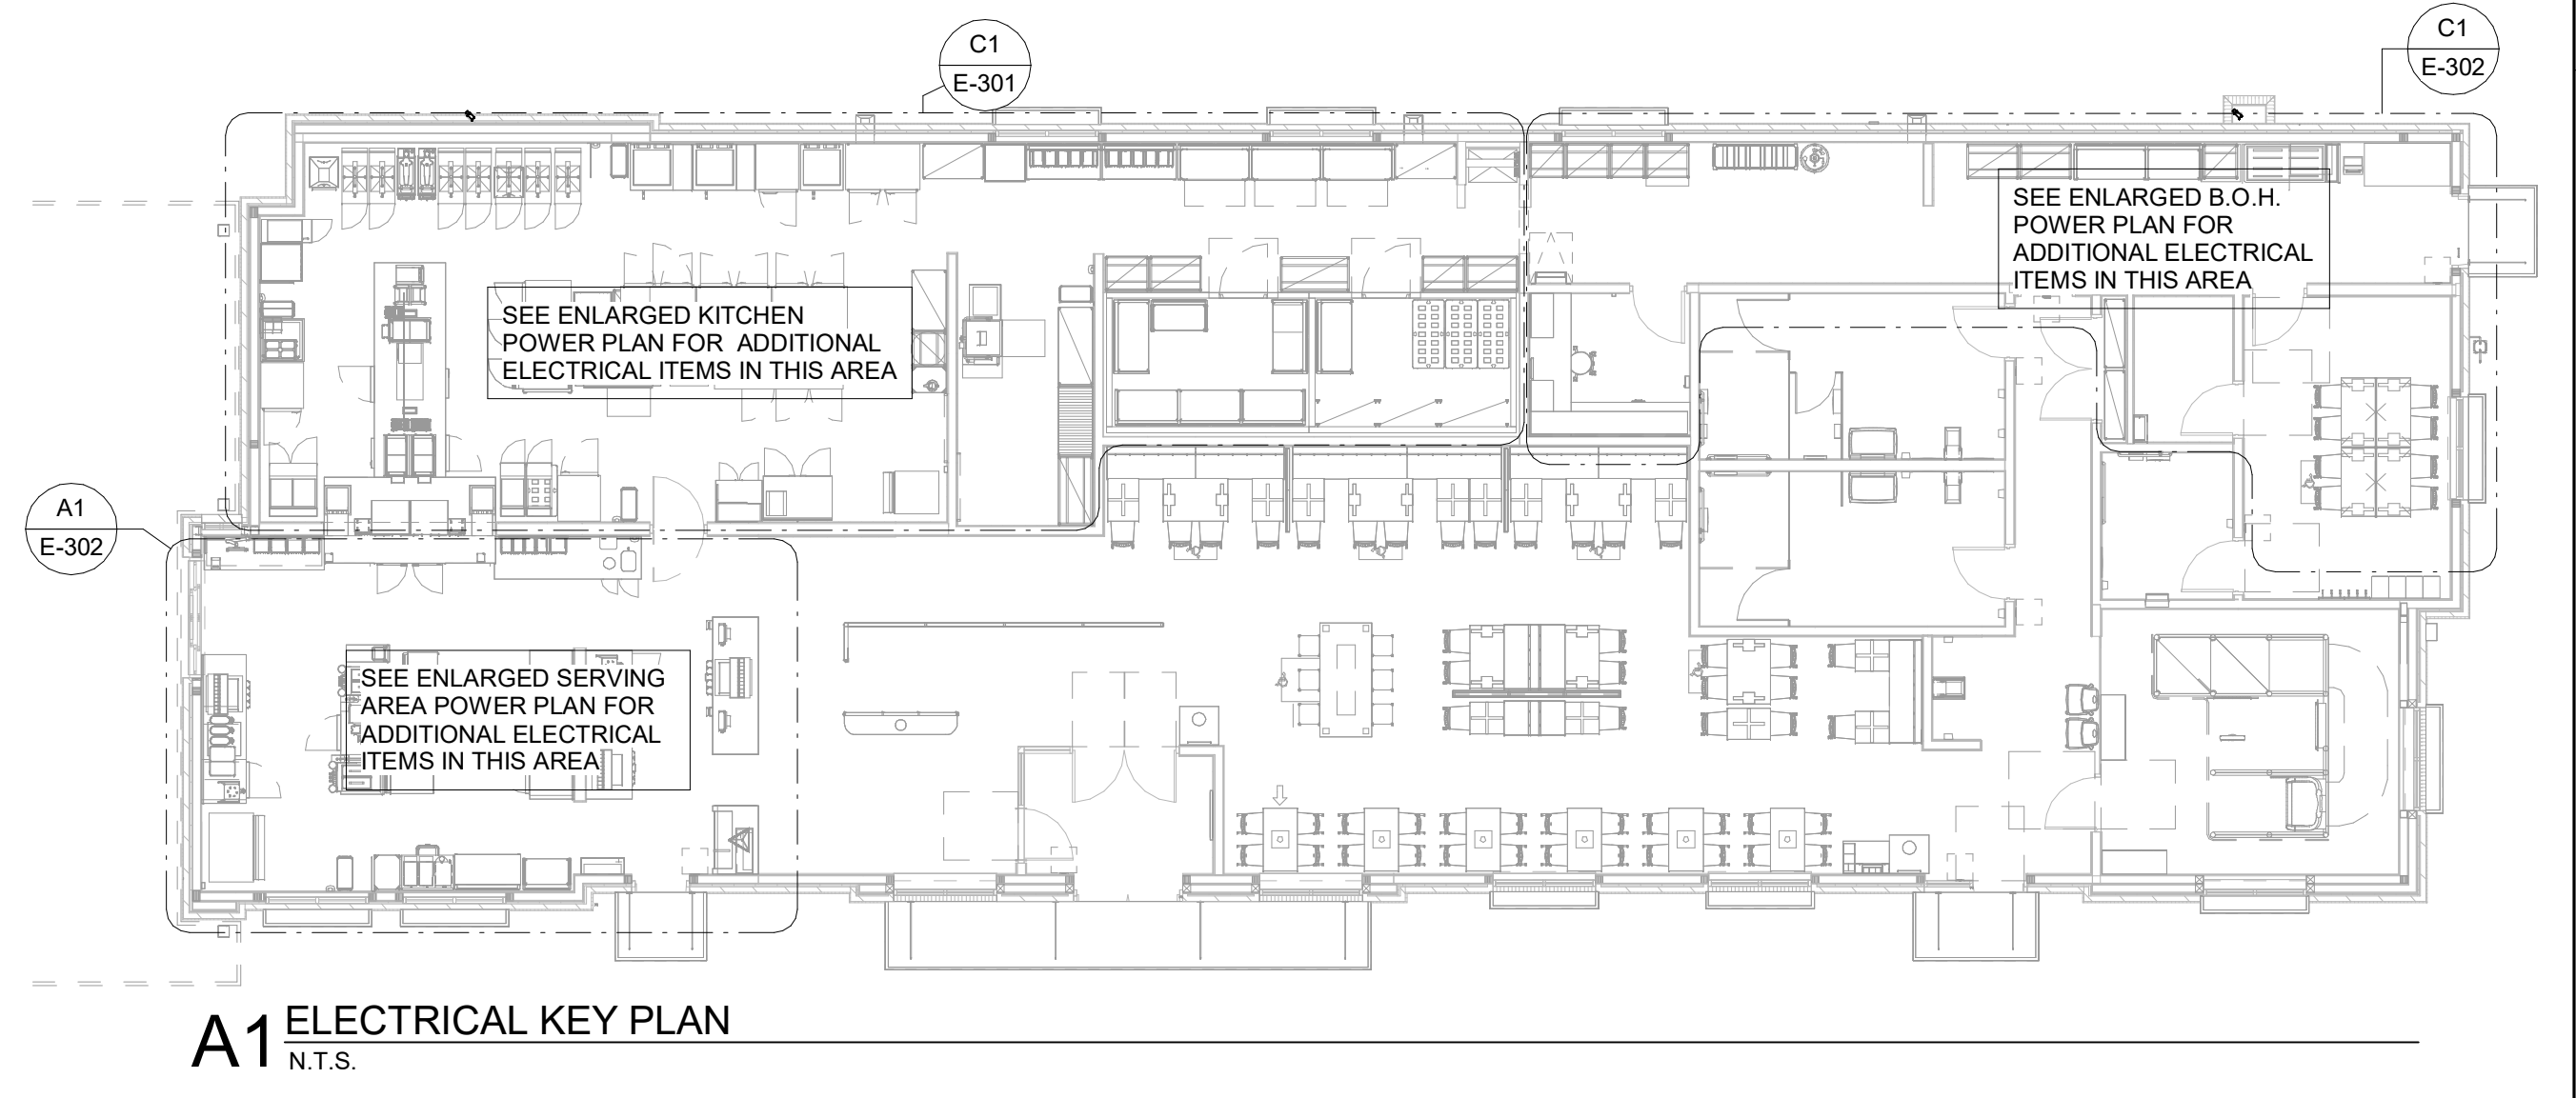 C1
E-301
C1
E-302
SEE ENLARGED B.O.H.
POWER PLAN FOR
ADDITIONAL ELECTRICAL
ITEMS IN THIS AREA
SEE ENLARGED KITCHEN
POWER PLAN FOR ADDITIONAL
ELECTRICAL ITEMS IN THIS AREA
A1
E-302
SEE ENLARGED SERVING
AREA POWER PLAN FOR
ADDITIONAL ELECTRICAL
ITEMS IN THIS AREA
A1 ELECTRICAL KEY PLAN
N.T.S.